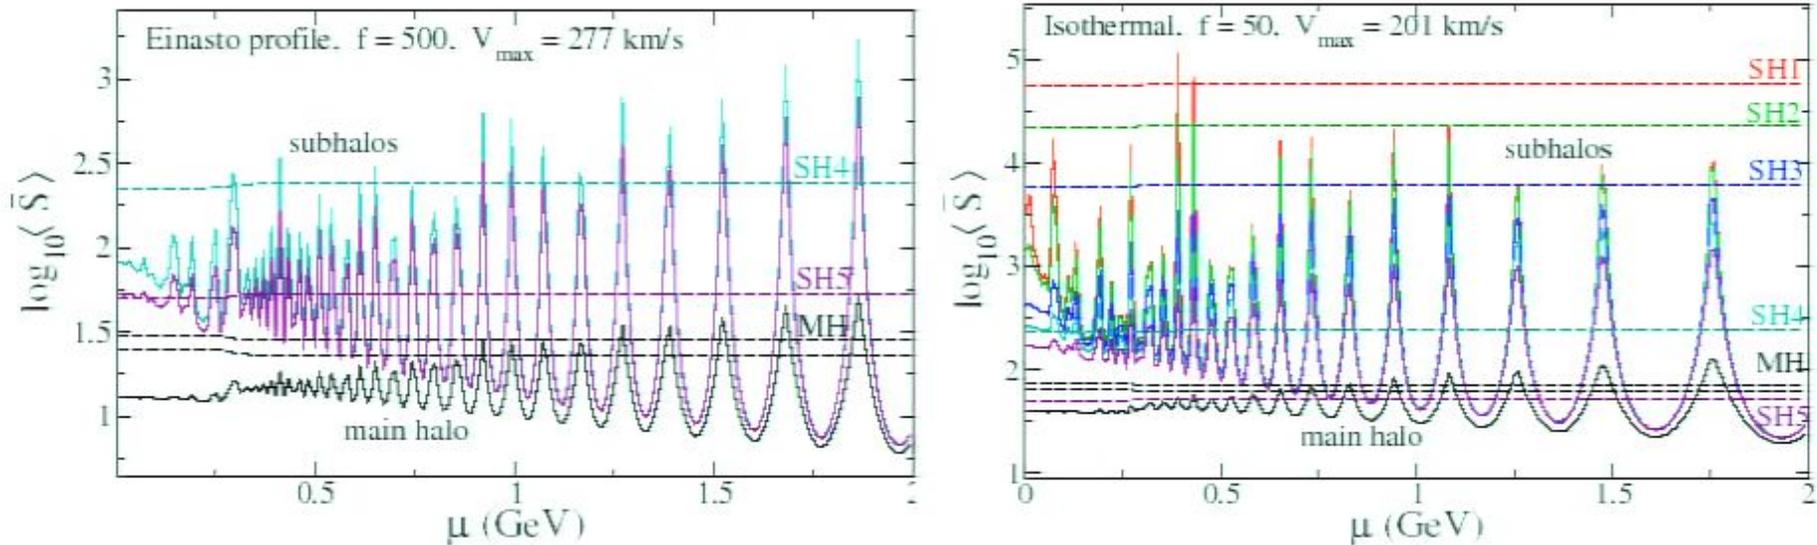 Einasto profile. f = 500. V_max = 277 km/s
3
2.5
2
1.5
1
log_10⟨S̄⟩
subhalos
SH4
SH5
MH
main halo
0.5
1
1.5
2
μ (GeV)
Isothermal. f = 50. V_max = 201 km/s
5
4
3
2
1
log_10⟨S̄⟩
SH1
SH2
subhalos
SH3
SH4
MH
SH5
main halo
0
0.5
1
1.5
2
μ (GeV)